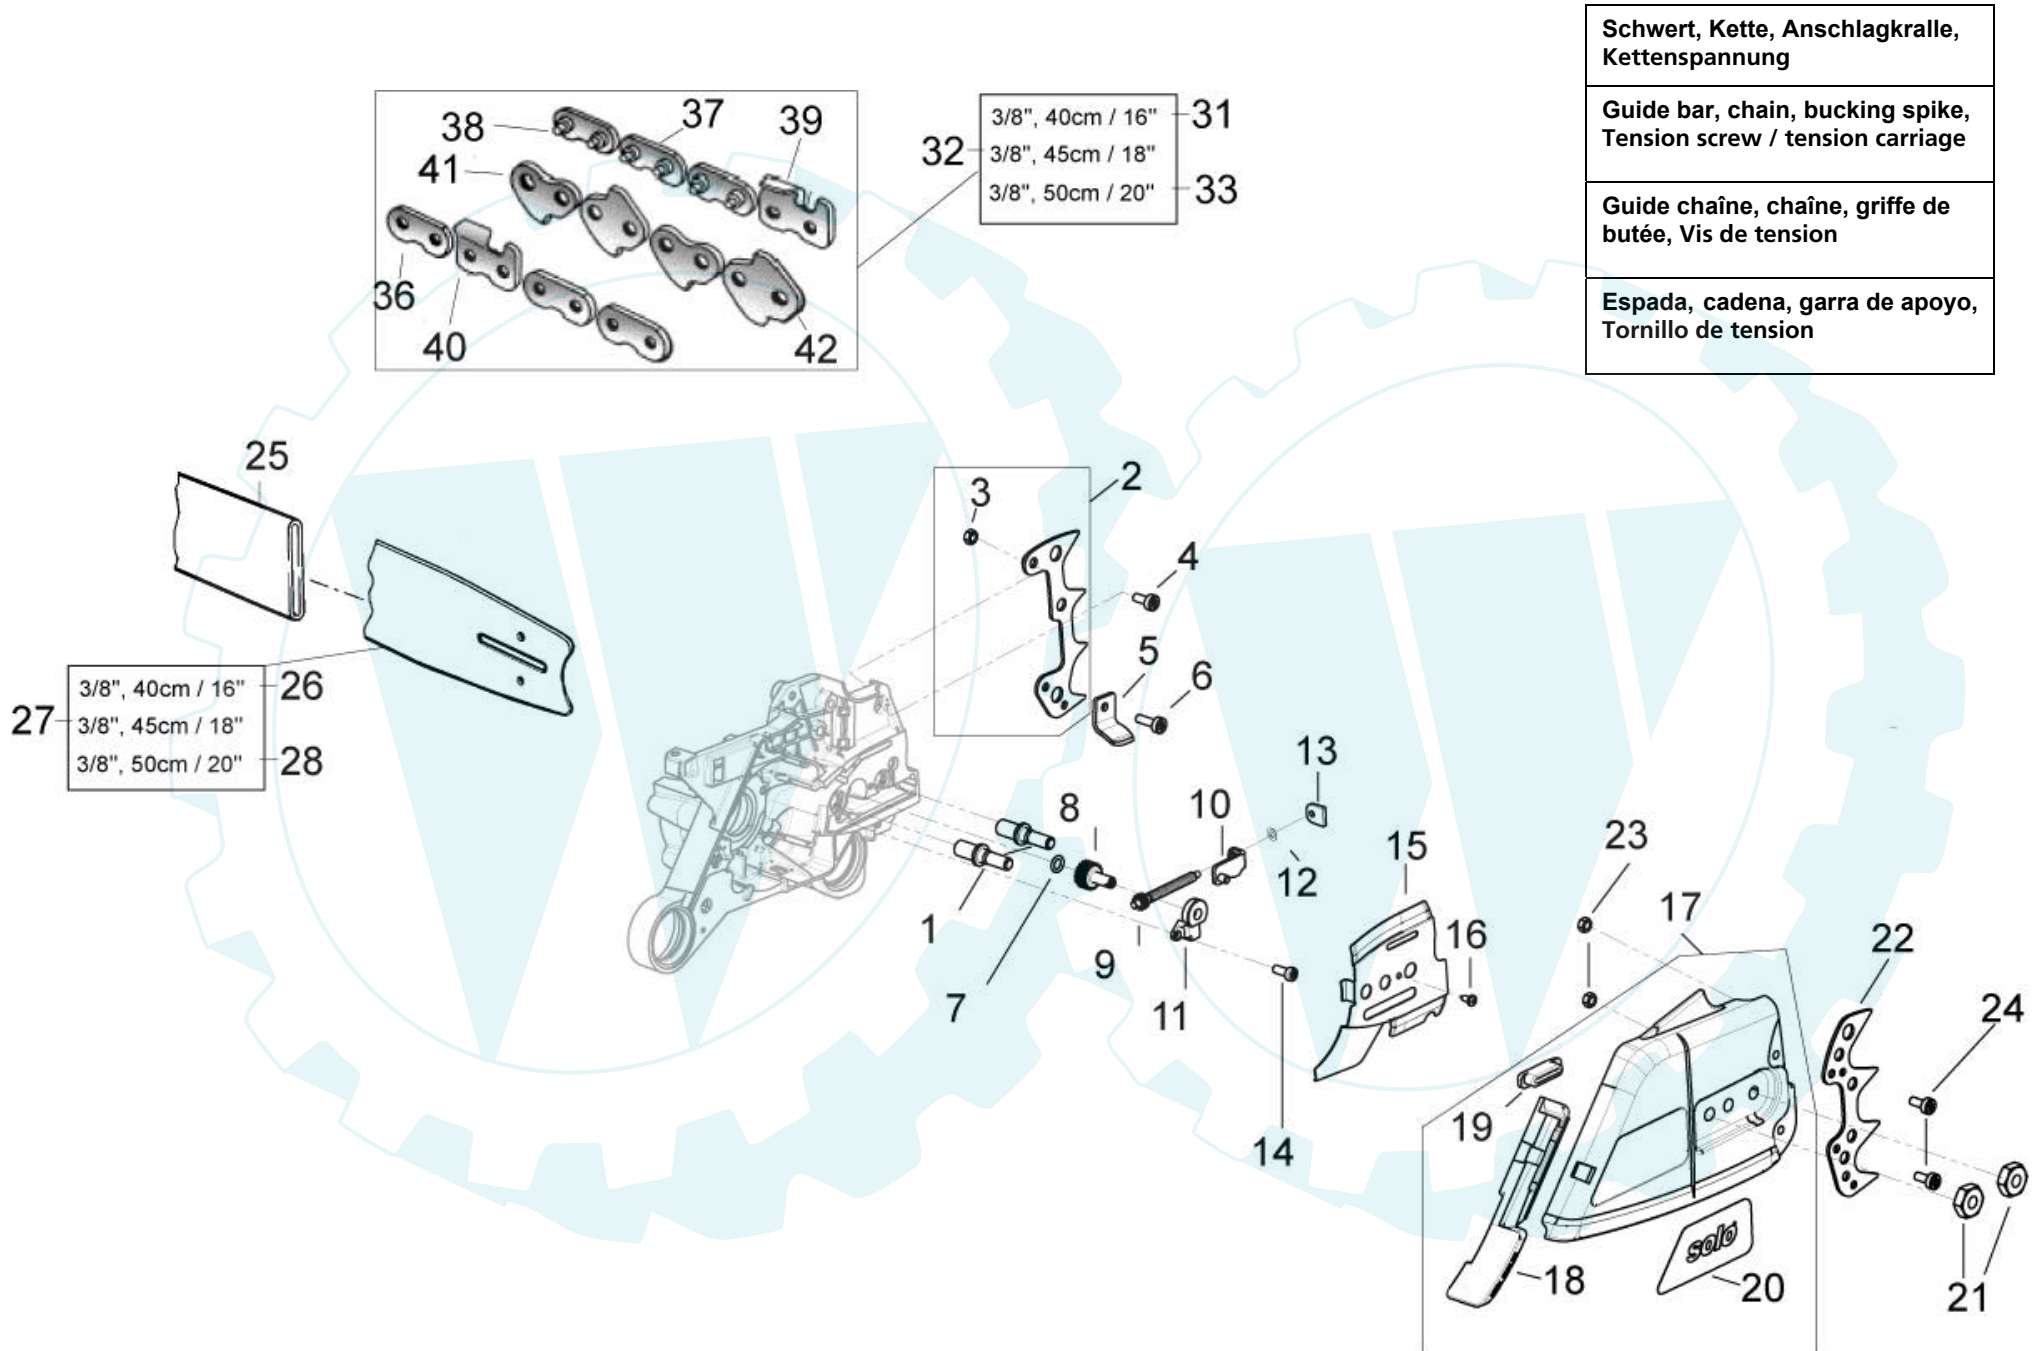 Schwert, Kette, Anschlagkralle,
Kettenspannung
Guide bar, chain, bucking spike,
Tension screw / tension carriage
Guide chaîne, chaîne, griffe de
butée, Vis de tension
Espada, cadena, garra de apoyo,
Tornillo de tension
38
37
39
41
36
40
42
3/8", 40cm / 16" 31
32 3/8", 45cm / 18"
3/8", 50cm / 20" 33
25
3/8", 40cm / 16" 26
27 3/8", 45cm / 18"
3/8", 50cm / 20" 28
2
3
4
5
6
13
8
10
12
15
23
1
9
7
11
16
17
22
24
14
19
18
solo
20
21